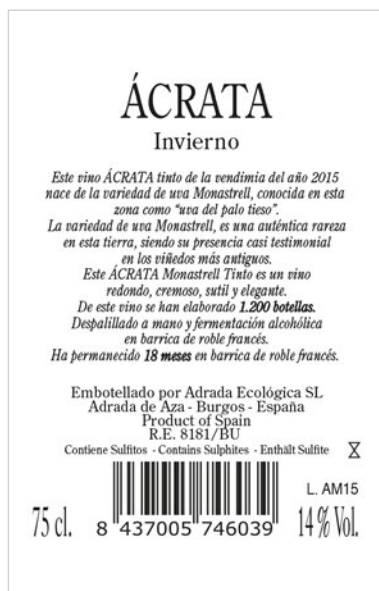 ÁCRATA
Invierno
Este vino ÁCRATA tinto de la vendimia del año 2015
nace de la variedad de uva Monastrell, conocida en esta
zona como “uva del palo tieso”.
La variedad de uva Monastrell, es una auténtica rareza
en esta tierra, siendo su presencia casi testimonial
en los viñedos más antiguos.
Este ÁCRATA Monastrell Tinto es un vino
redondo, cremoso, sutil y elegante.
De este vino se han elaborado 1.200 botellas.
Despalillado a mano y fermentación alcohólica
en barrica de roble francés.
Ha permanecido 18 meses en barrica de roble francés.
Embotellado por Adrada Ecológica SL
Adrada de Aza - Burgos - España
Product of Spain
R.E. 8181/BU
Contiene Sulfitos - Contains Sulphites - Enthält Sulfite
L. AM15
75 cl. 8 437005 746039 14% Vol.